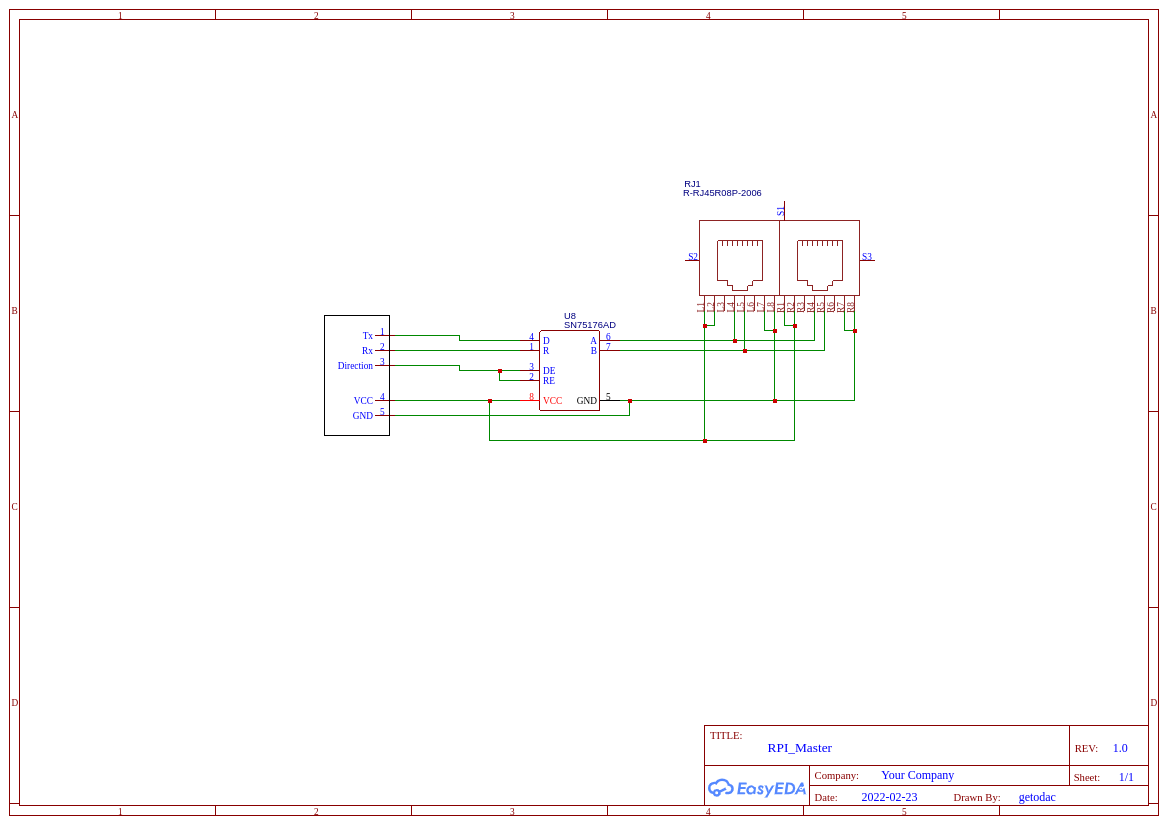 1 2 3 4 5
A A
RJ1
R-RJ45R08P-2006
S1
S2 S3
B B
L1 L2 L3 L4 L5 L6 L7 L8 R1 R2 R3 R4 R5 R6 R7 R8
U8
SN75176AD
Tx 1 4 D A 6
Rx 2 1 R B 7
Direction 3 3 DE
2 RE
VCC 4 8 VCC GND 5
GND 5
C C
D D
TITLE:
RPI_Master
REV: 1.0
EasyEDA
Company: Your Company
Sheet: 1/1
Date: 2022-02-23 Drawn By: getodac
1 2 3 4 5